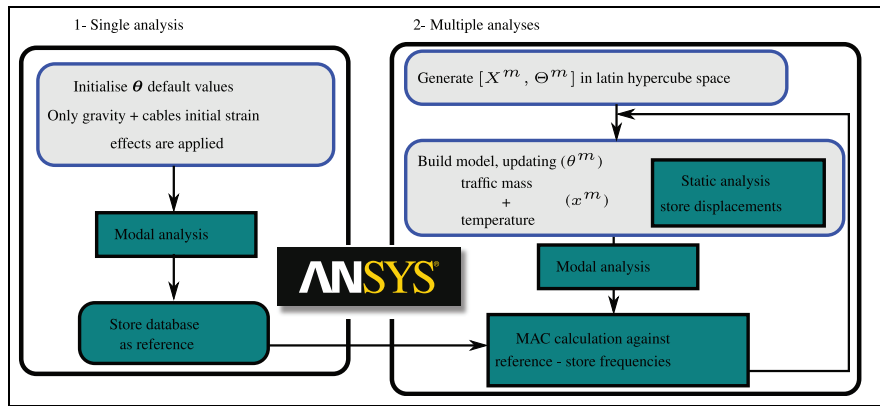 1- Single analysis
Initialise θ default values
Only gravity + cables initial strain
effects are applied
Modal analysis
Store database
as reference
ANSYS®
2- Multiple analyses
Generate [X^m, Θ^m] in latin hypercube space
Build model, updating (θ^m)
traffic mass
+ (x^m)
temperature
Static analysis
store displacements
Modal analysis
MAC calculation against
reference - store frequencies